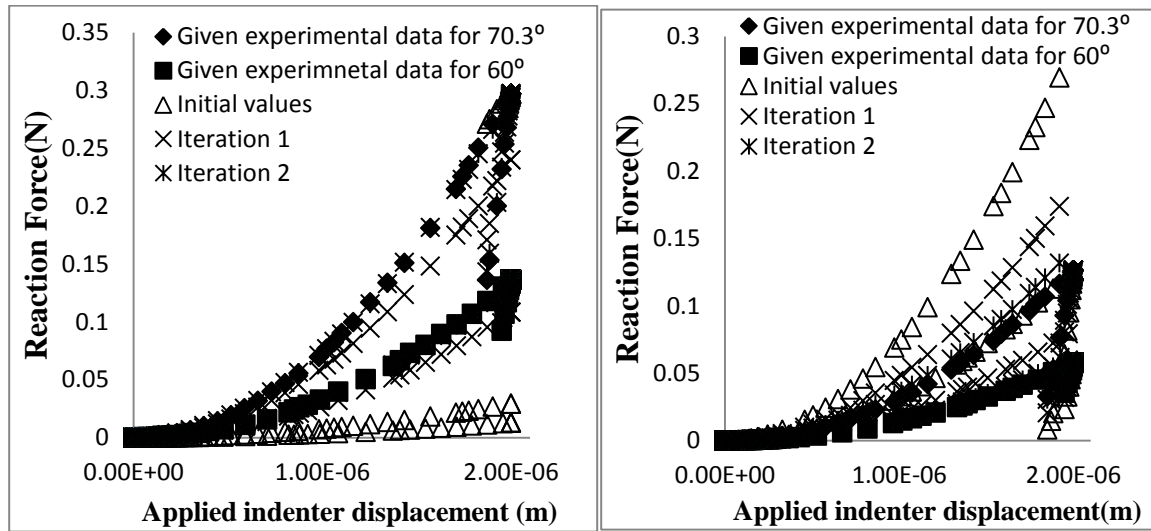 0.35
0.3
0.25
0.2
0.15
0.1
0.05
0
Reaction Force(N)
Given experimental data for 70.3º
Given experimnetal data for 60º
Initial values
Iteration 1
Iteration 2
0.00E+00
1.00E-06
2.00E-06
Applied indenter displacement (m)
0.3
0.25
0.2
0.15
0.1
0.05
0
Reaction Force(N)
Given experimental data for 70.3º
Given experimental data for 60º
Initial values
Iteration 1
Iteration 2
0.00E+00
1.00E-06
2.00E-06
Applied indenter displacement(m)